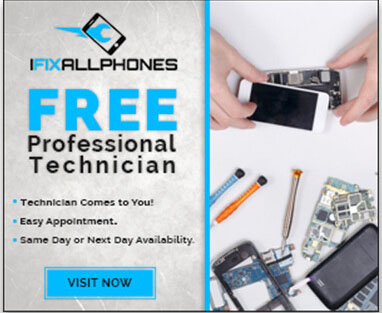 IFIXALLPHONES
FREE
Professional
Technician
• Technician Comes to You!
• Easy Appointment.
• Same Day or Next Day Availability.
VISIT NOW